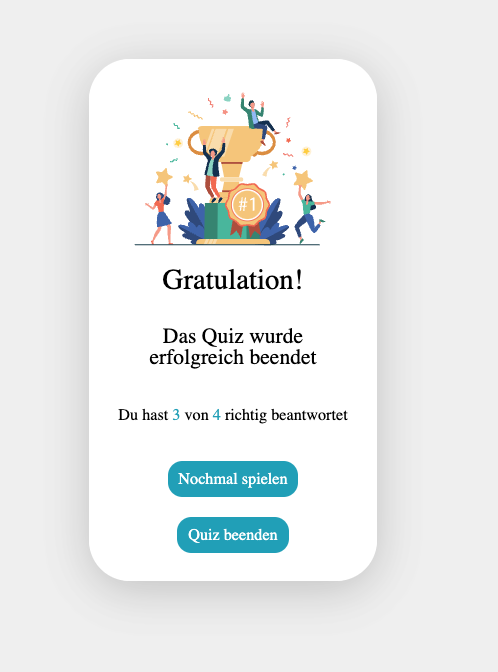 #1
Gratulation!
Das Quiz wurde
erfolgreich beendet
Du hast 3 von 4 richtig beantwortet
Nochmal spielen
Quiz beenden